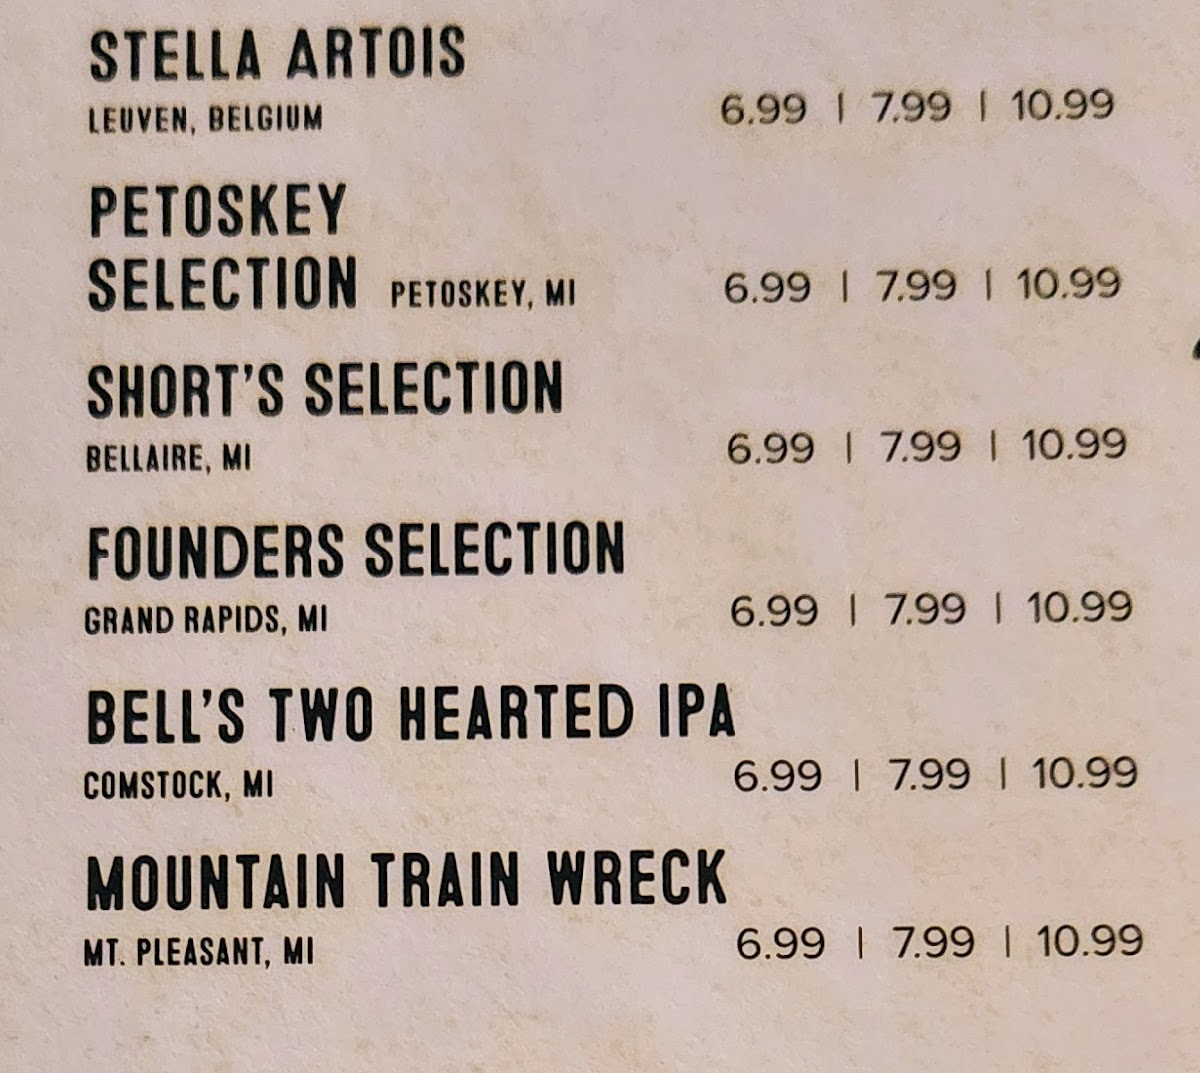 STELLA ARTOIS
LEUVEN, BELGIUM 6.99 | 7.99 | 10.99
PETOSKEY
SELECTION PETOSKEY, MI 6.99 | 7.99 | 10.99
SHORT'S SELECTION
BELLAIRE, MI 6.99 | 7.99 | 10.99
FOUNDERS SELECTION
GRAND RAPIDS, MI 6.99 | 7.99 | 10.99
BELL'S TWO HEARTED IPA
COMSTOCK, MI 6.99 | 7.99 | 10.99
MOUNTAIN TRAIN WRECK
MT. PLEASANT, MI 6.99 | 7.99 | 10.99